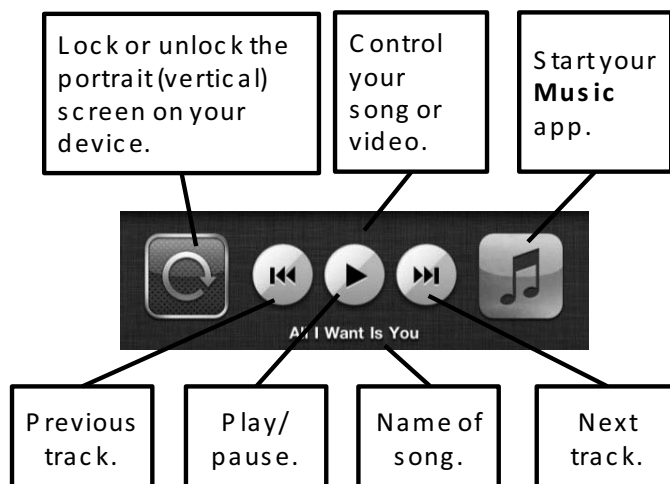 Lock or unlock the
portrait (vertical)
screen on your
device.
Control
your
song or
video.
Start your
Music
app.
All I Want Is You
Previous
track.
Play/
pause.
Name of
song.
Next
track.